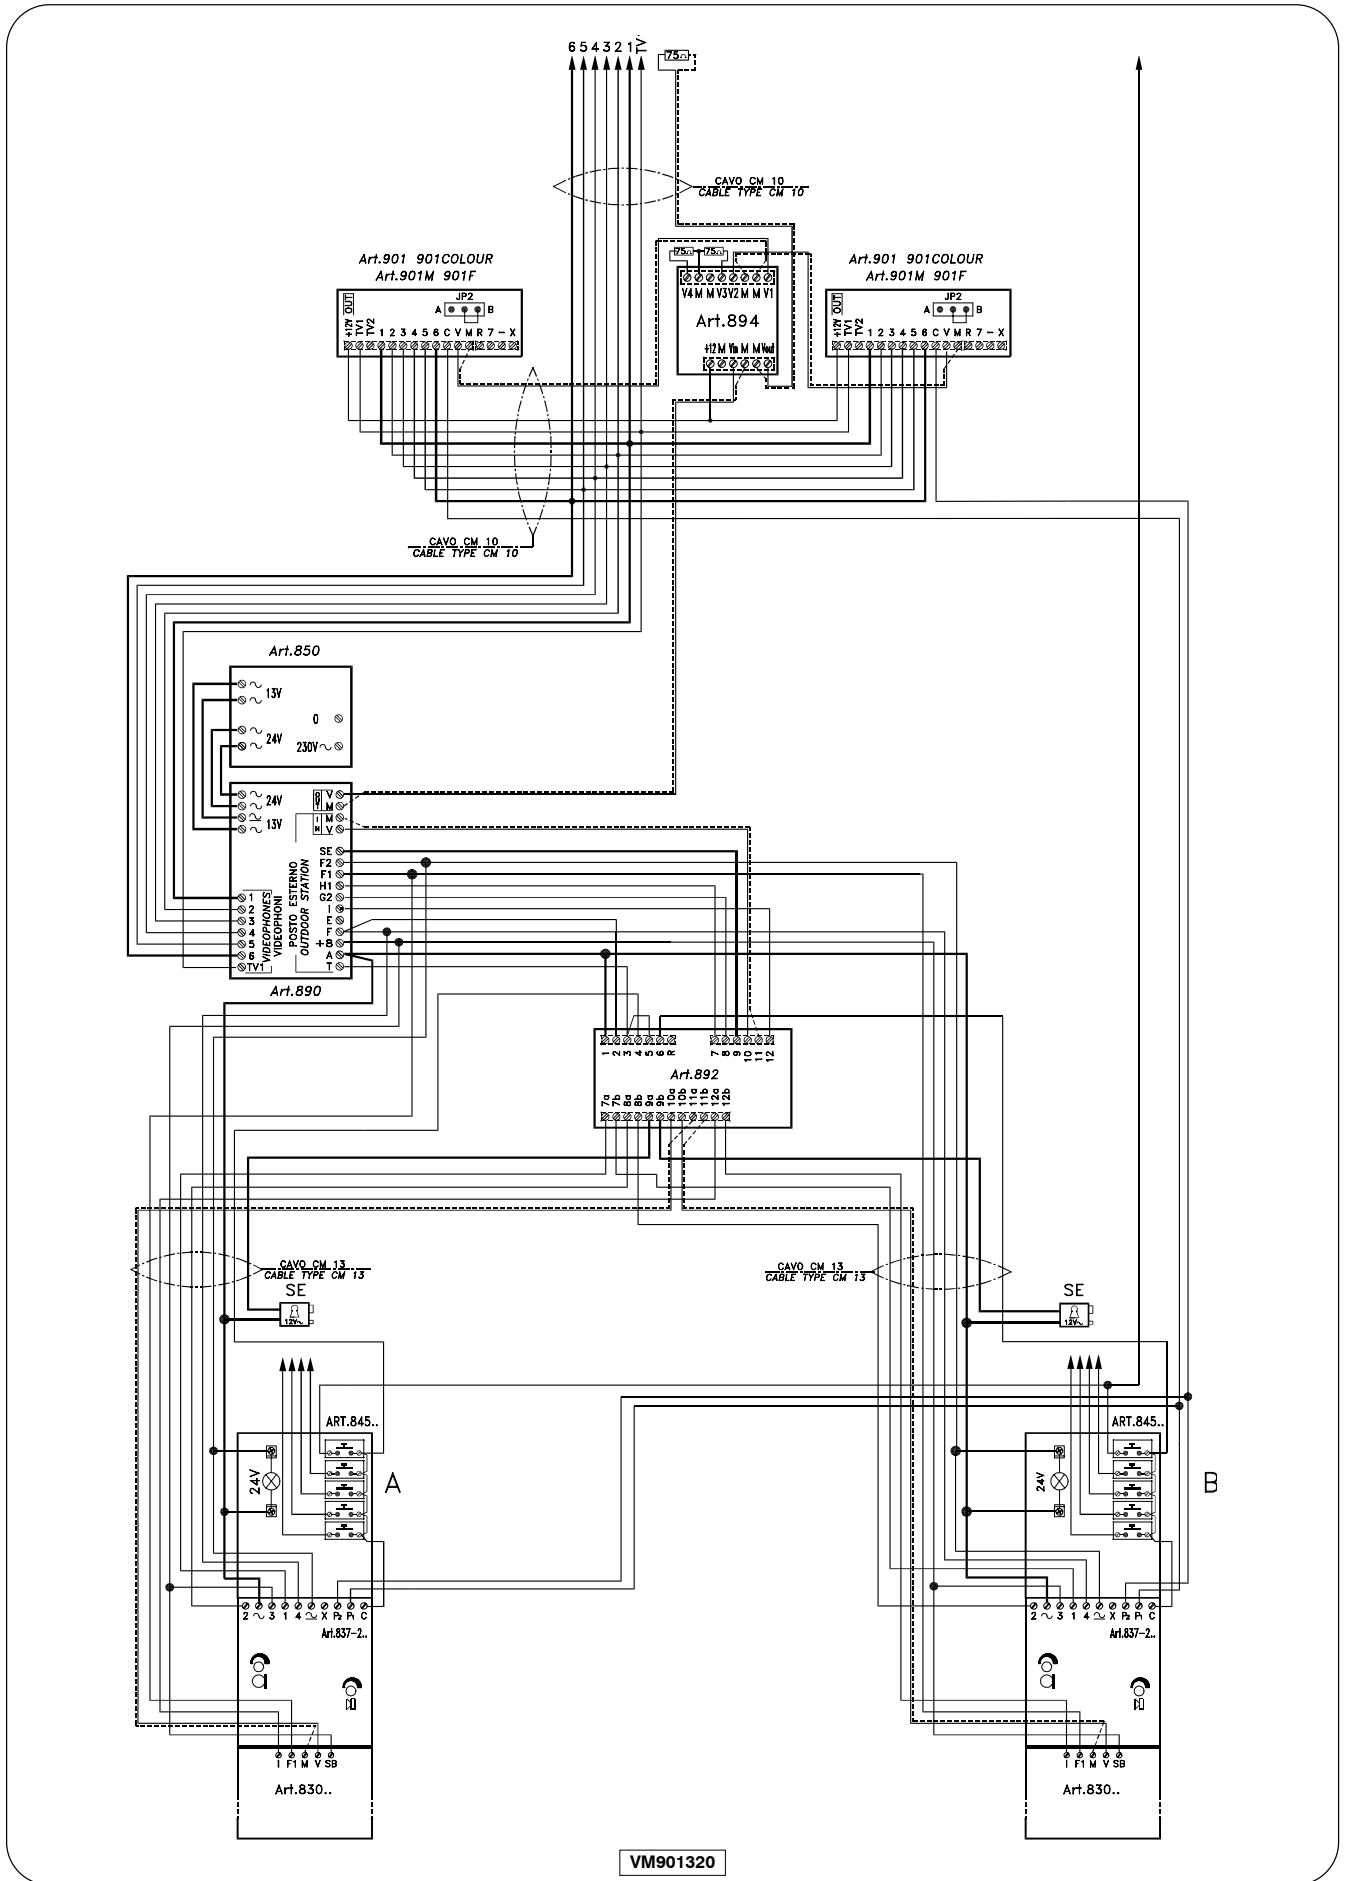 6 5 4 3 2 1 TV
75Ω
CAVO CM 10
CABLE TYPE CM 10
Art.901 901COLOUR
Art.901M 901F
JP2
A B
+12V OUT TV1 TV2 1 2 3 4 5 6 C V M R 7 - X
75Ω 75Ω
V4 M M V3 V2 M M V1
Art.894
+12 M Vin M M Vout
Art.901 901COLOUR
Art.901M 901F
JP2
A B
+12V OUT TV1 TV2 1 2 3 4 5 6 C V M R 7 - X
CAVO CM 10
CABLE TYPE CM 10
Art.850
13V
0
24V
230V
24V
13V
OUT V
M
IN M
V
SE
F2
F1
H1
G2
I
E
F
+8
A
T
1
2
3
4
5
6
TV1
VIDEOPHONES
VIDEOPHONI
POSTO ESTERNO
OUTDOOR STATION
Art.890
1 2 3 4 5 6 R 7 8 9 10 11 12
Art.892
7a 7b 8a 8b 9a 9b 10a 10b 11a 11b 12a 12b
CAVO CM 13
CABLE TYPE CM 13
CAVO CM 13
CABLE TYPE CM 13
SE
12V~
SE
12V~
ART.845..
24V
A
ART.845..
24V
B
2 ~ 3 1 4 X P2 P1 C
Art.837-2..
2 ~ 3 1 4 X P2 P1 C
Art.837-2..
I F1 M V SB
Art.830..
I F1 M V SB
Art.830..
VM901320